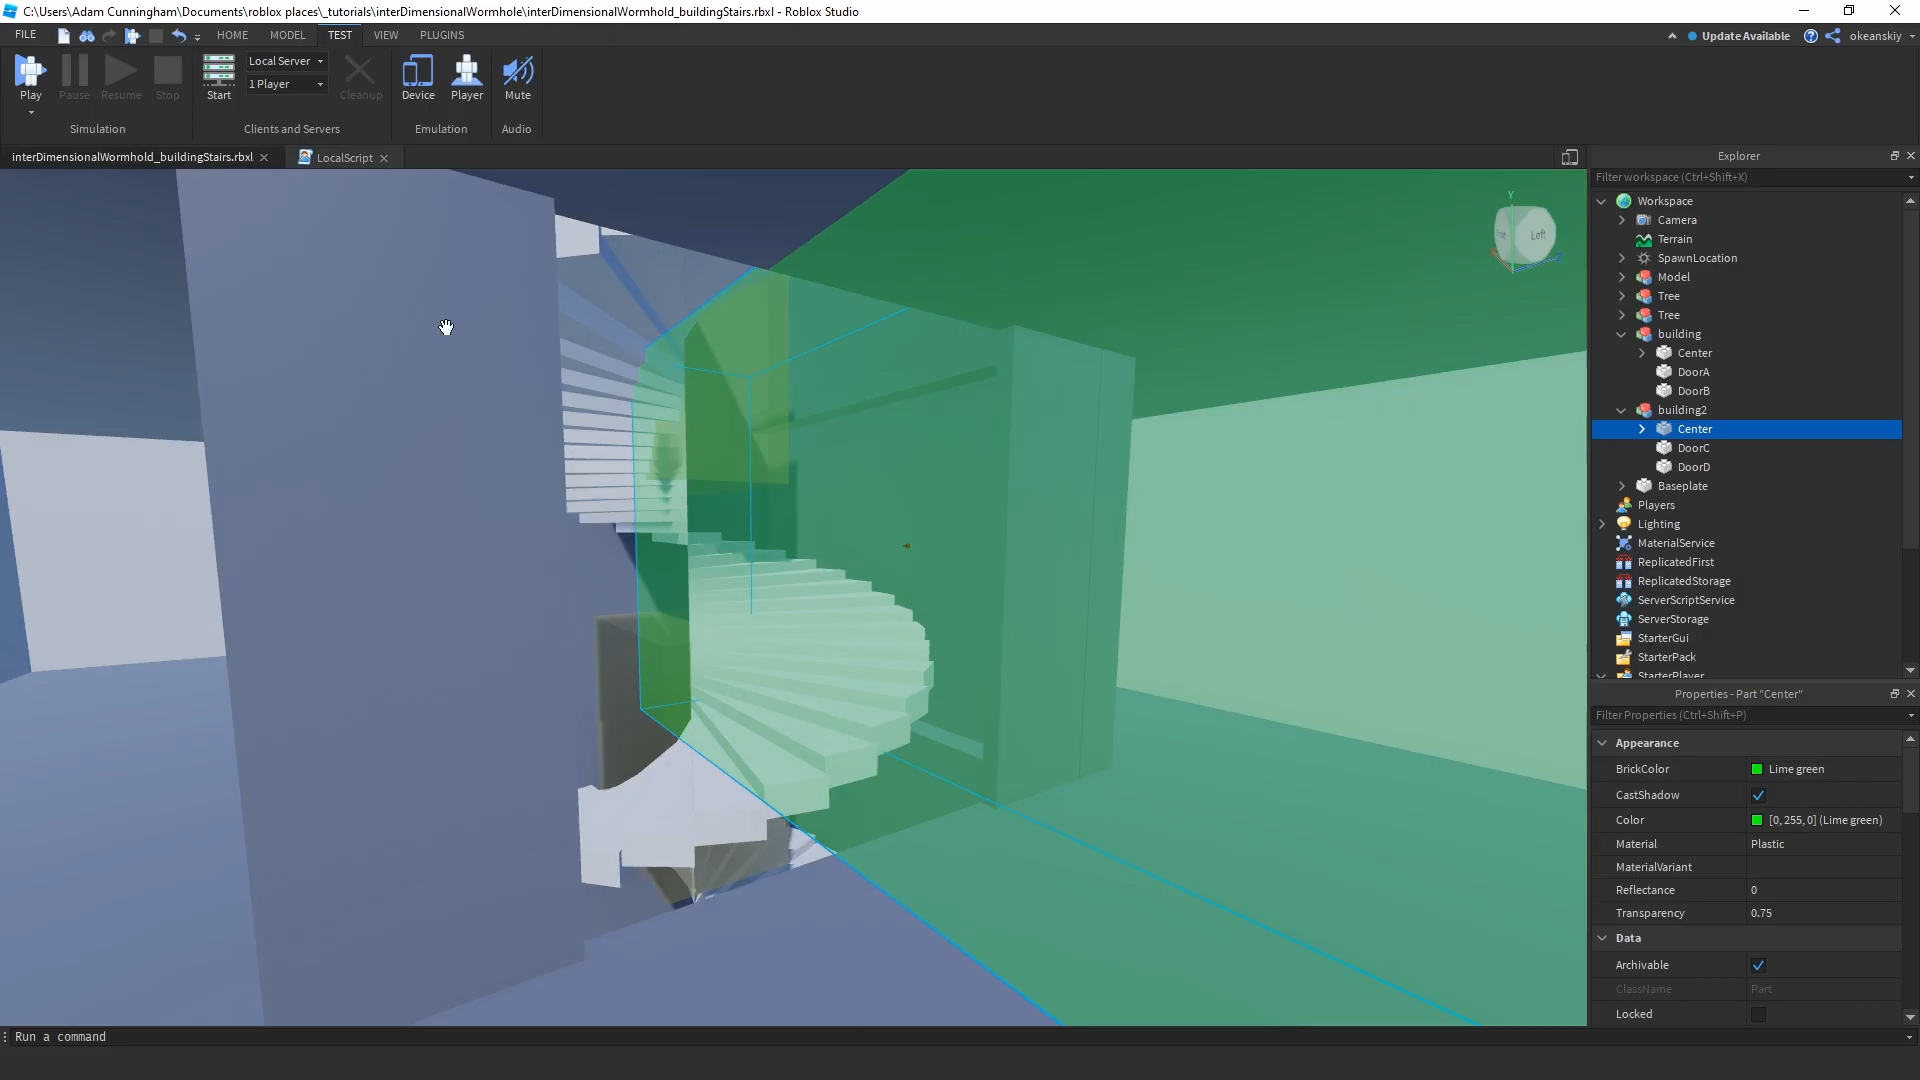 C:\Users\Adam Cunningham\Documents\roblox places\_tutorials\interDimensionalWormhole\interDimensionalWormhold_buildingStairs.rbxl - Roblox Studio
FILE HOME MODEL TEST VIEW PLUGINS Update Available okeanskiy
Play Pause Resume Stop Start Local Server 1 Player Cleanup Device Player Mute
Simulation Clients and Servers Emulation Audio
interDimensionalWormhold_buildingStairs.rbxl LocalScript
Y
Left
Explorer
Filter workspace (Ctrl+Shift+X)
Workspace
Camera
Terrain
SpawnLocation
Model
Tree
Tree
building
Center
DoorA
DoorB
building2
Center
DoorC
DoorD
Baseplate
Players
Lighting
MaterialService
ReplicatedFirst
ReplicatedStorage
ServerScriptService
ServerStorage
StarterGui
StarterPack
StarterPlayer
Properties - Part "Center"
Filter Properties (Ctrl+Shift+P)
Appearance
BrickColor Lime green
CastShadow
Color [0, 255, 0] (Lime green)
Material Plastic
MaterialVariant
Reflectance 0
Transparency 0.75
Data
Archivable
ClassName Part
Locked
Run a command